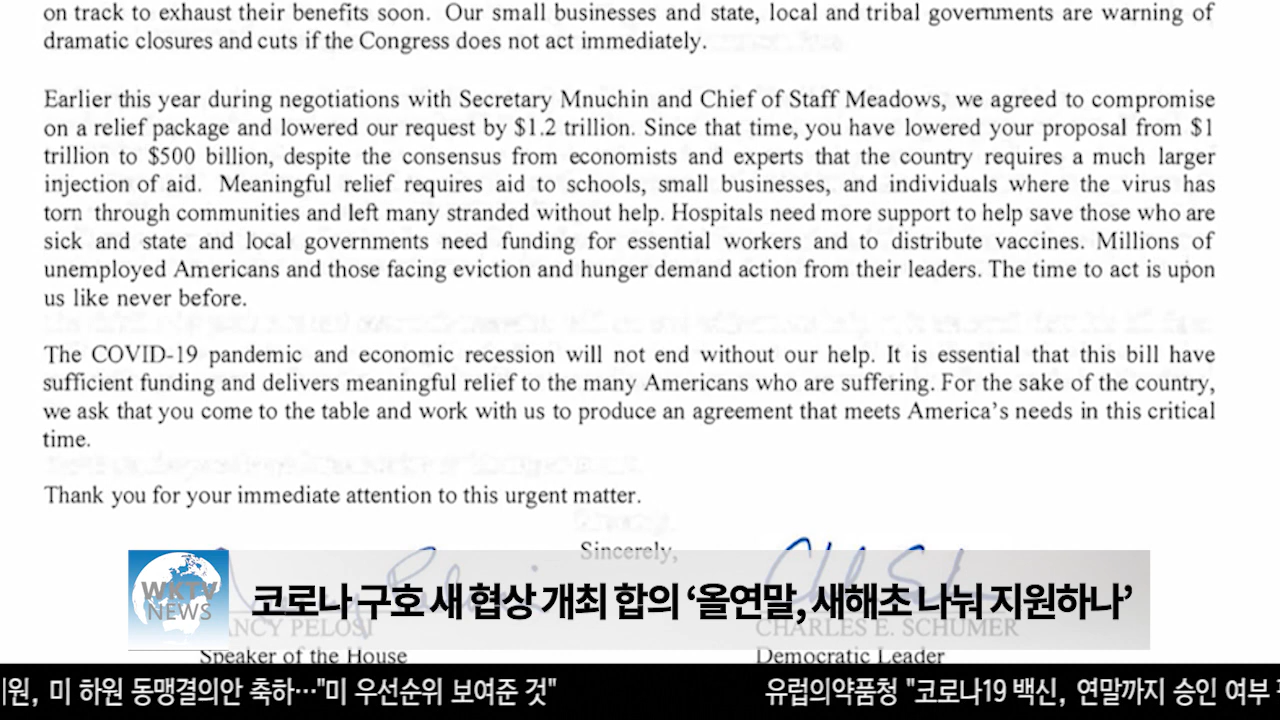 on track to exhaust their benefits soon. Our small businesses and state, local and tribal governments are warning of
dramatic closures and cuts if the Congress does not act immediately.
Earlier this year during negotiations with Secretary Mnuchin and Chief of Staff Meadows, we agreed to compromise
on a relief package and lowered our request by $1.2 trillion. Since that time, you have lowered your proposal from $1
trillion to $500 billion, despite the consensus from economists and experts that the country requires a much larger
injection of aid. Meaningful relief requires aid to schools, small businesses, and individuals where the virus has
torn through communities and left many stranded without help. Hospitals need more support to help save those who are
sick and state and local governments need funding for essential workers and to distribute vaccines. Millions of
unemployed Americans and those facing eviction and hunger demand action from their leaders. The time to act is upon
us like never before.
The COVID-19 pandemic and economic recession will not end without our help. It is essential that this bill have
sufficient funding and delivers meaningful relief to the many Americans who are suffering. For the sake of the country,
we ask that you come to the table and work with us to produce an agreement that meets America's needs in this critical
time.
Thank you for your immediate attention to this urgent matter.
Sincerely,
WKTV
NEWS
코로나 구호 새 협상 개최 합의 ‘올연말, 새해초 나눠 지원하나’
ANCY PELOSI
CHARLES E. SCHUMER
Speaker of the House
Democratic Leader
의원, 미 하원 동맹결의안 축하…"미 우선순위 보여준 것"
유럽의약품청 "코로나19 백신, 연말까지 승인 여부